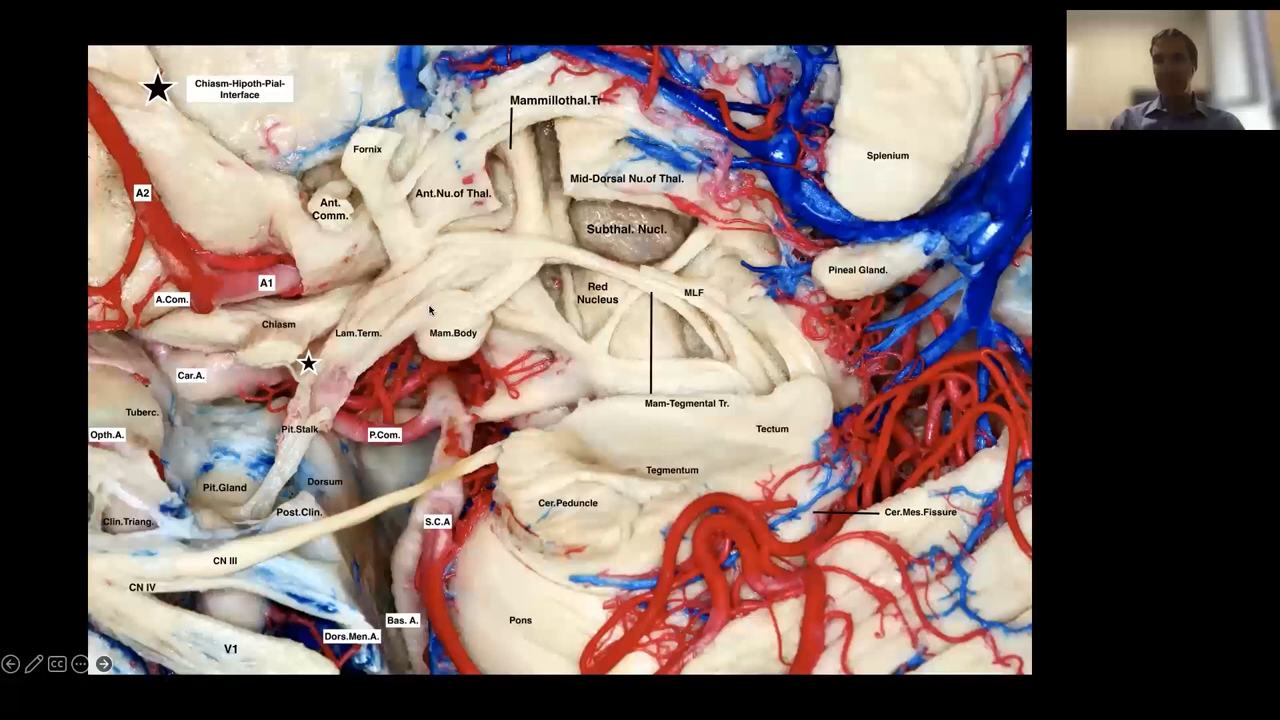 Chiasm-Hipoth-Pial-
Interface
Mammillothal.Tr
Fornix
Splenium
A2
Ant.Nu.of Thal.
Mid-Dorsal Nu.of Thal.
Ant.
Comm.
Subthal. Nucl.
Pineal Gland.
A1
Red
Nucleus
MLF
A.Com.
Chiasm
Lam.Term.
Mam.Body
Car.A.
Mam-Tegmental Tr.
Tuberc.
Pit.Stalk
P.Com.
Tectum
Opth.A.
Tegmentum
Pit.Gland
Dorsum
Cer.Peduncle
Post.Clin.
Cer.Mes.Fissure
Clin.Triang.
S.C.A
CN III
CN IV
Bas. A.
Pons
Dors.Men.A.
V1
CC